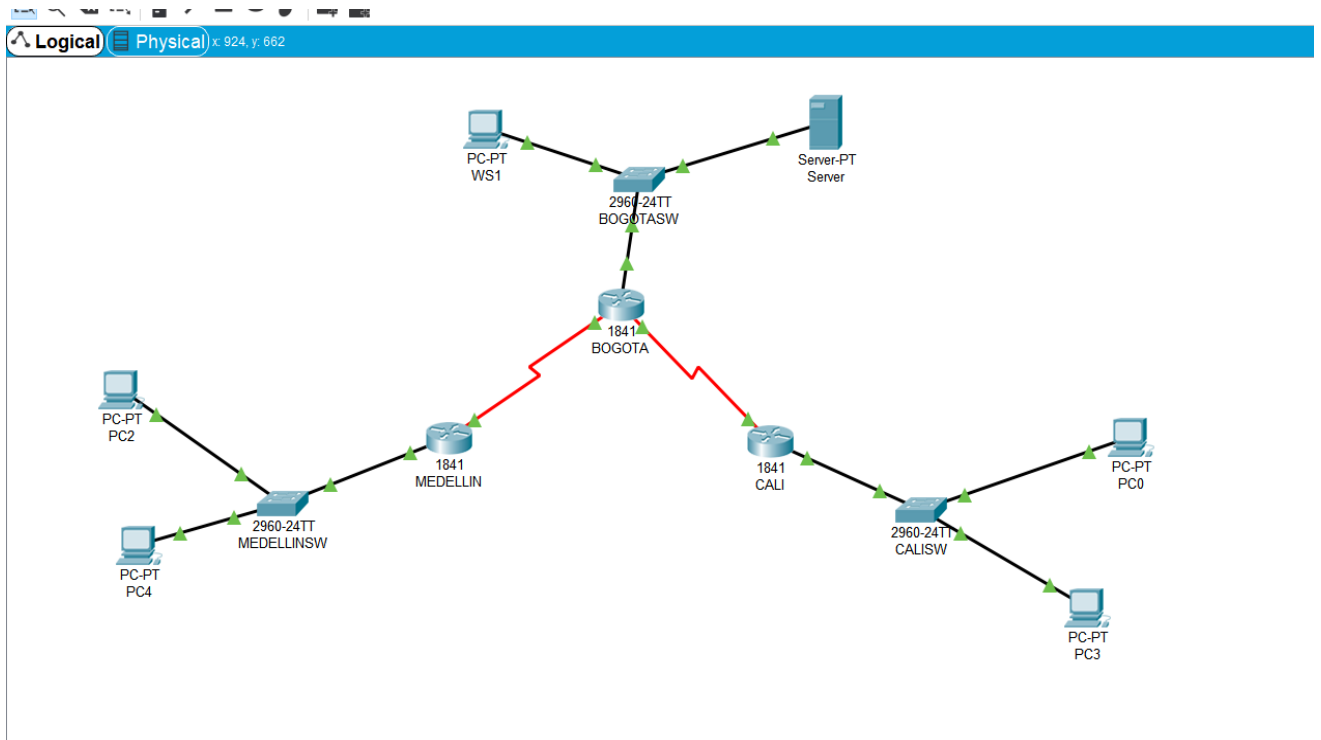 Logical Physical x: 924, y: 662
PC-PT
WS1
Server-PT
Server
2960-24TT
BOGOTASW
1841
BOGOTA
PC-PT
PC2
1841
MEDELLIN
2960-24TT
MEDELLINSW
PC-PT
PC4
1841
CALI
PC-PT
PC0
2960-24TT
CALISW
PC-PT
PC3